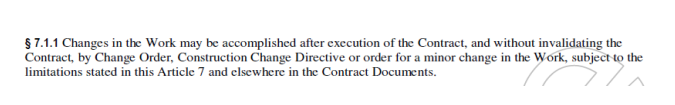 § 7.1.1 Changes in the Work may be accomplished after execution of the Contract, and without invalidating the
Contract, by Change Order, Construction Change Directive or order for a minor change in the Work, subject to the
limitations stated in this Article 7 and elsewhere in the Contract Documents.